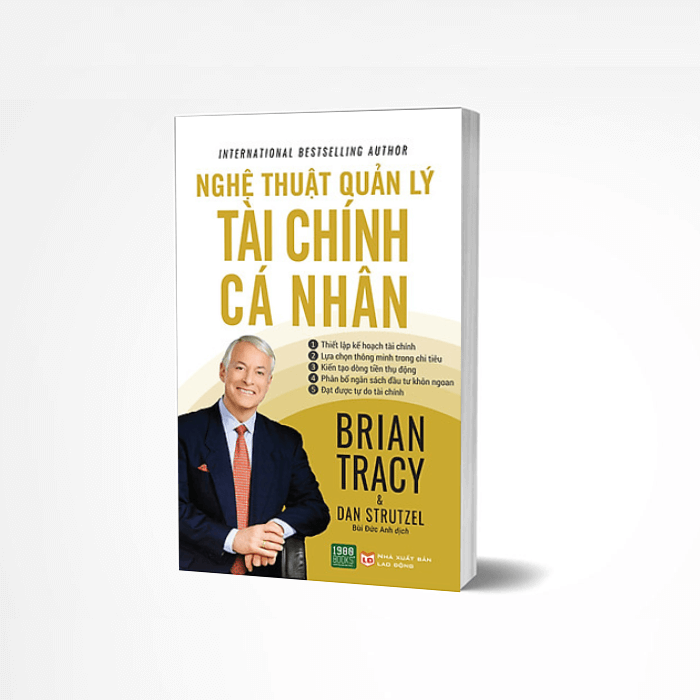 INTERNATIONAL BESTSELLING AUTHOR
NGHỆ THUẬT QUẢN LÝ
TÀI CHÍNH
CÁ NHÂN
1 Thiết lập kế hoạch tài chính
2 Lựa chọn thông minh trong chi tiêu
3 Kiến tạo dòng tiền thụ động
4 Phân bổ ngân sách đầu tư khôn ngoan
5 Đạt được tự do tài chính
BRIAN
TRACY
&
DAN STRUTZEL
Bùi Đức Anh dịch
1980
BOOKS
LĐ
NHÀ XUẤT BẢN
LAO ĐỘNG